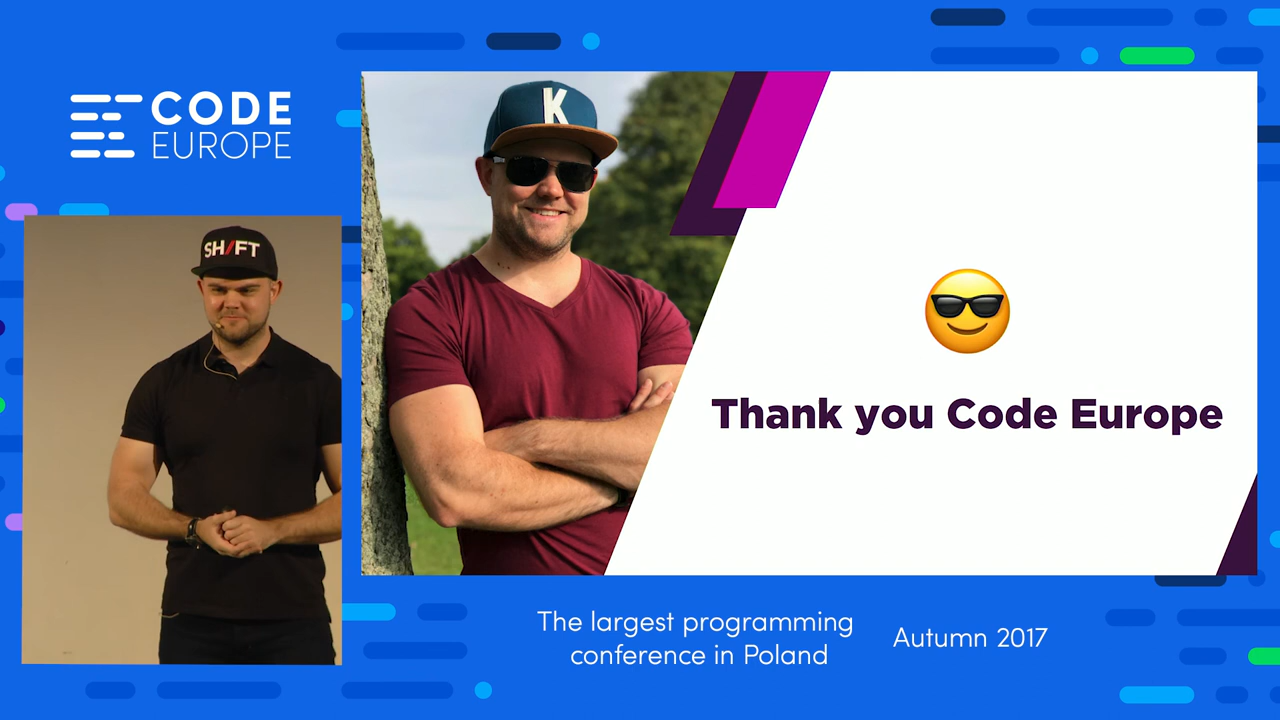 CODE
EUROPE
K
SH/FT
Thank you Code Europe
The largest programming
conference in Poland
Autumn 2017